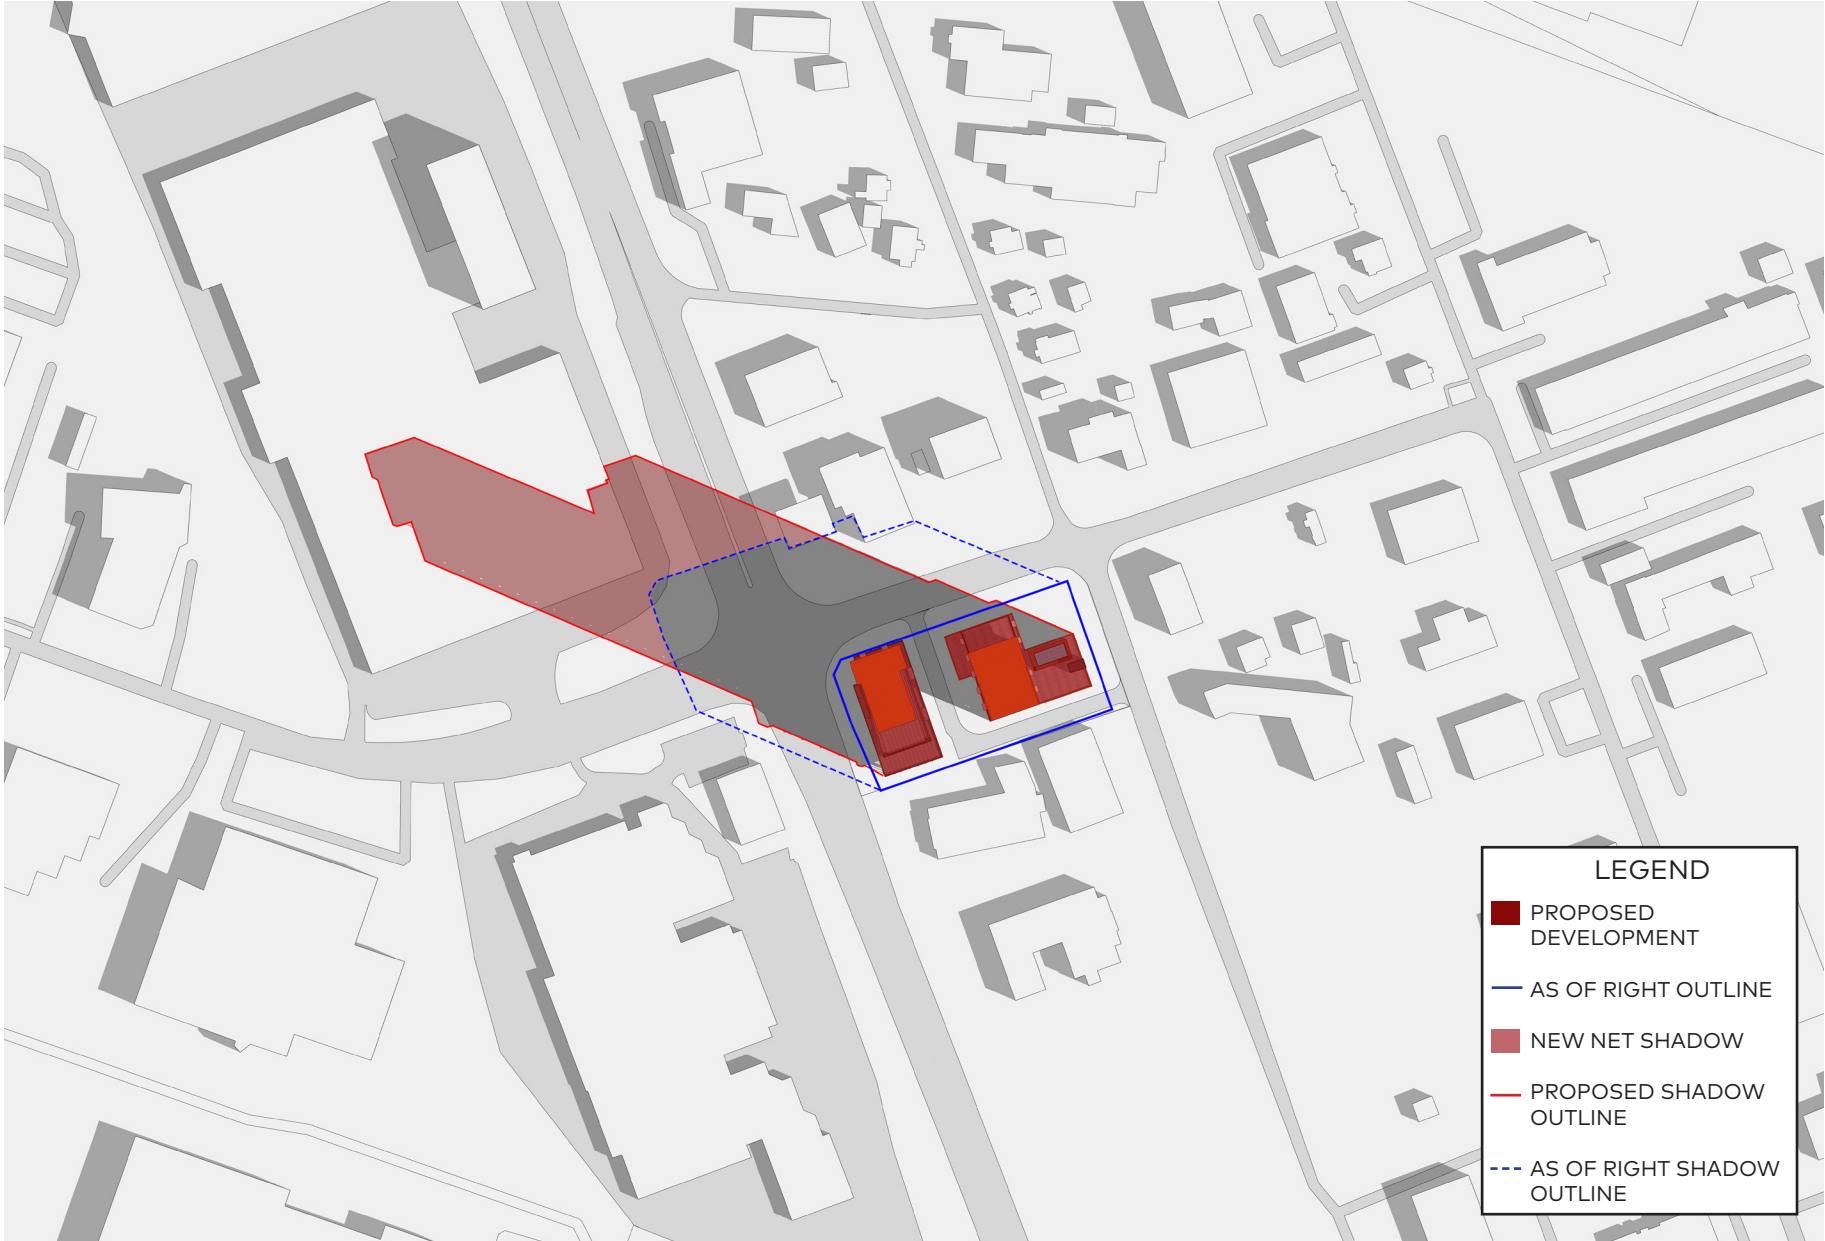 LEGEND
PROPOSED
DEVELOPMENT
AS OF RIGHT OUTLINE
NEW NET SHADOW
PROPOSED SHADOW
OUTLINE
AS OF RIGHT SHADOW
OUTLINE